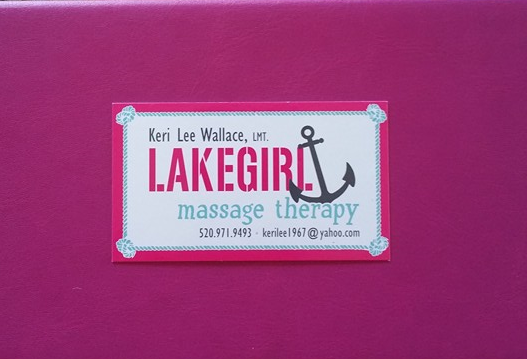 Keri Lee Wallace, LMT.
LAKEGIRL
massage therapy
520.971.9493 · kerilee1967@yahoo.com